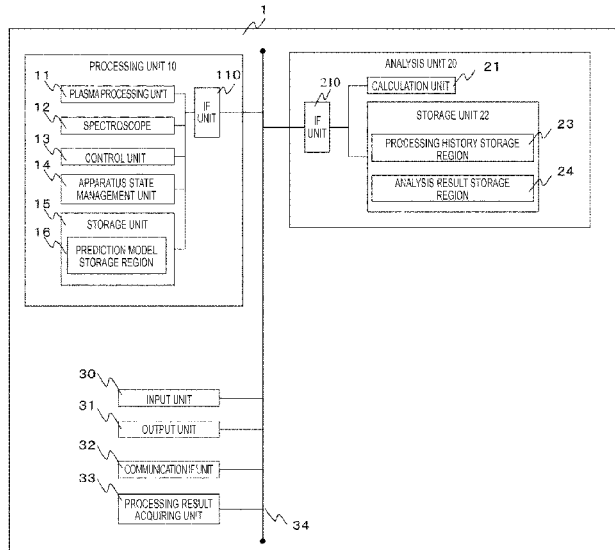 1
PROCESSING UNIT 10
11
PLASMA PROCESSING UNIT
12
SPECTROSCOPE
13
CONTROL UNIT
14
APPARATUS STATE
MANAGEMENT UNIT
15
STORAGE UNIT
16
PREDICTION MODEL
STORAGE REGION
110
IF
UNIT
ANALYSIS UNIT 20
210
IF
UNIT
21
CALCULATION UNIT
STORAGE UNIT 22
23
PROCESSING HISTORY STORAGE
REGION
24
ANALYSIS RESULT STORAGE
REGION
30
INPUT UNIT
31
OUTPUT UNIT
32
COMMUNICATION IF UNIT
33
PROCESSING RESULT
ACQUIRING UNIT
34